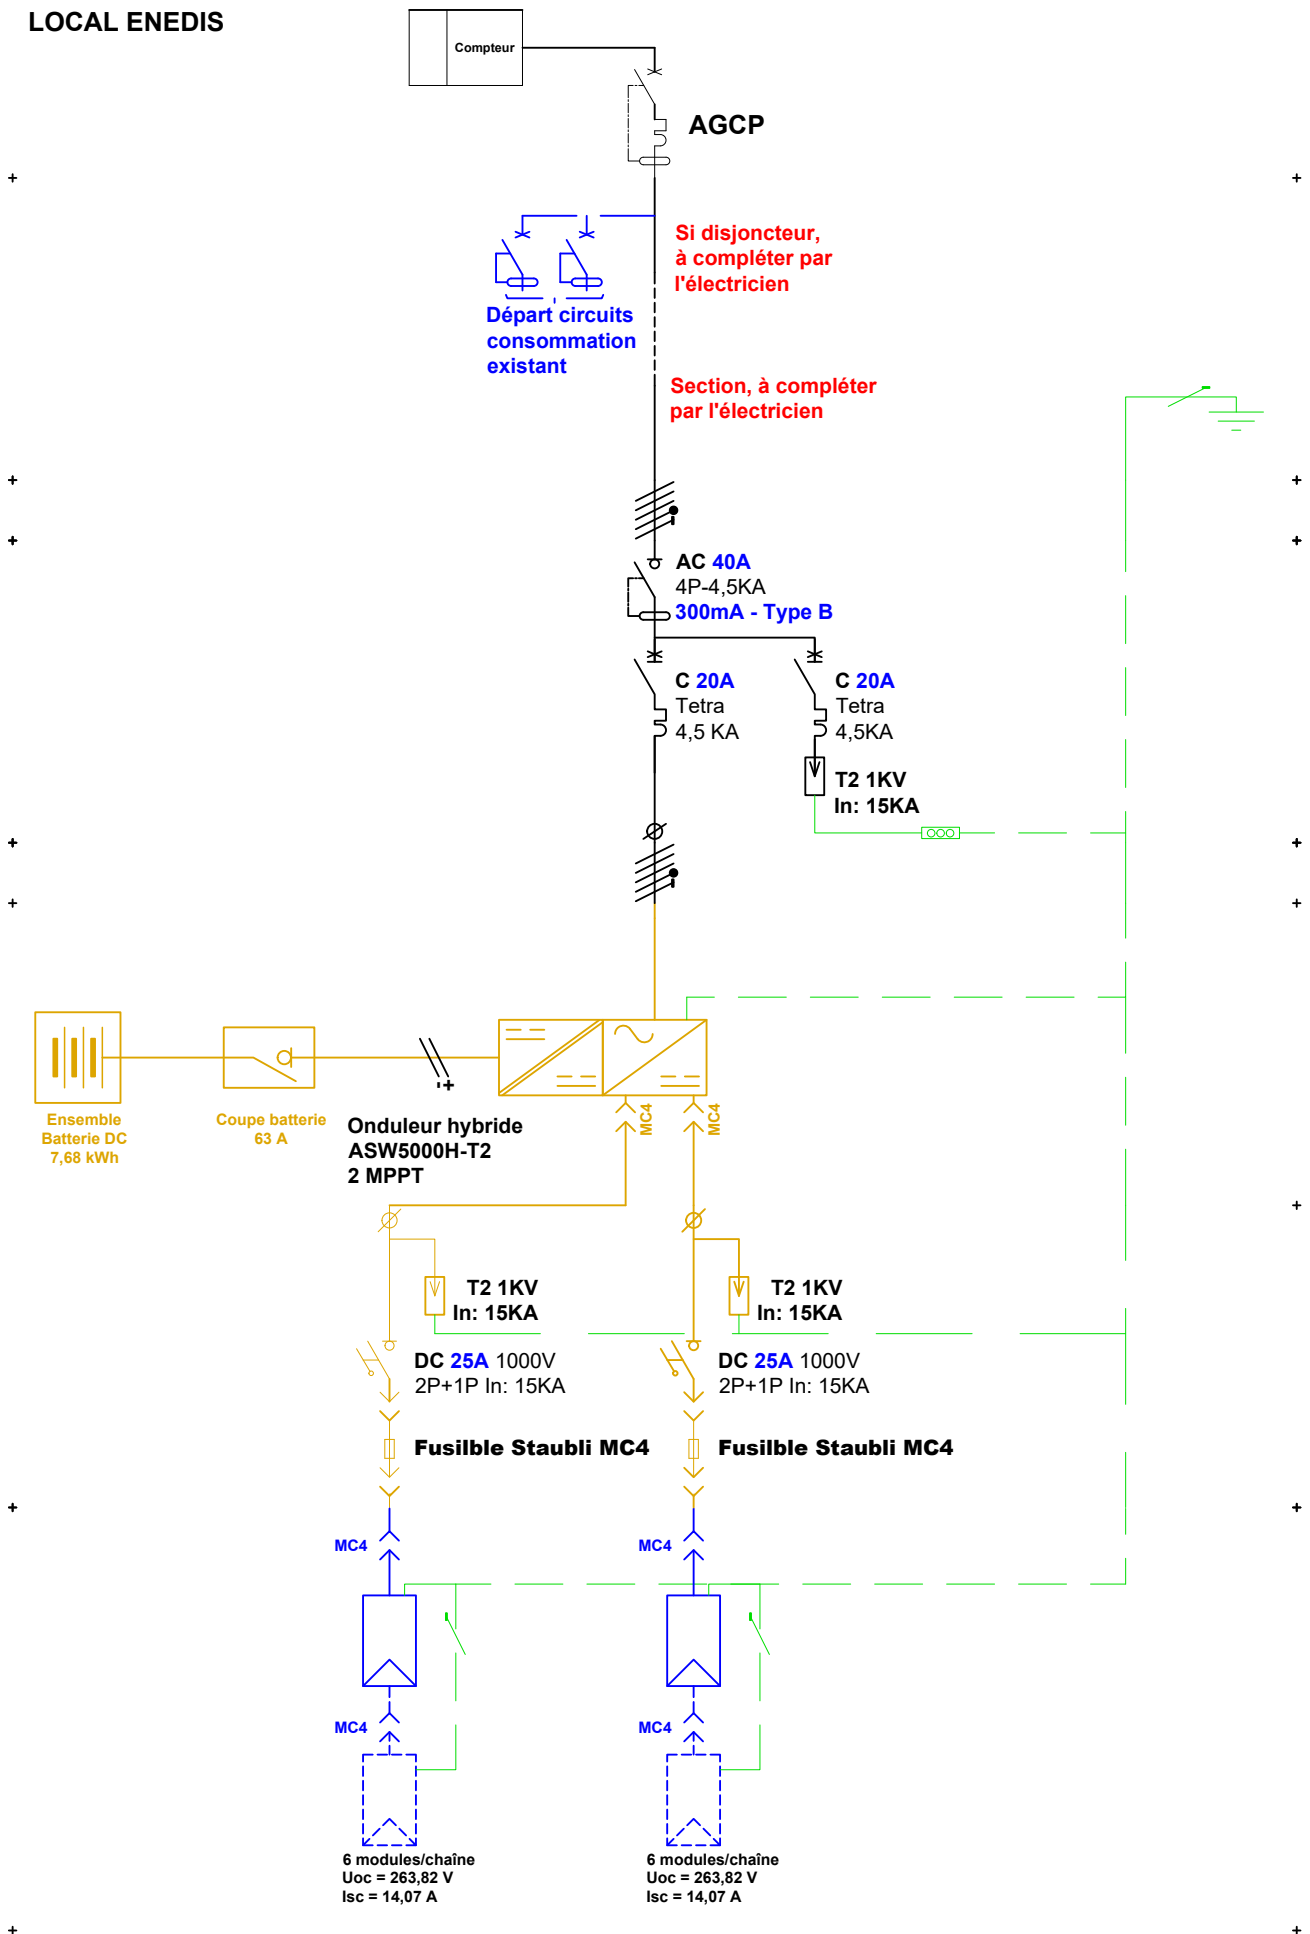 LOCAL ENEDIS
Compteur
AGCP
Si disjoncteur,
à compléter par
l'électricien
Départ circuits
consommation
existant
Section, à compléter
par l'électricien
AC 40A
4P-4,5KA
300mA - Type B
C 20A
Tetra
4,5 KA
C 20A
Tetra
4,5KA
T2 1KV
In: 15KA
Ensemble
Batterie DC
7,68 kWh
Coupe batterie
63 A
Onduleur hybride
ASW5000H-T2
2 MPPT
MC4
MC4
T2 1KV
In: 15KA
T2 1KV
In: 15KA
DC 25A 1000V
2P+1P In: 15KA
DC 25A 1000V
2P+1P In: 15KA
Fusilble Staubli MC4
Fusilble Staubli MC4
MC4
MC4
MC4
MC4
6 modules/chaîne
Uoc = 263,82 V
Isc = 14,07 A
6 modules/chaîne
Uoc = 263,82 V
Isc = 14,07 A